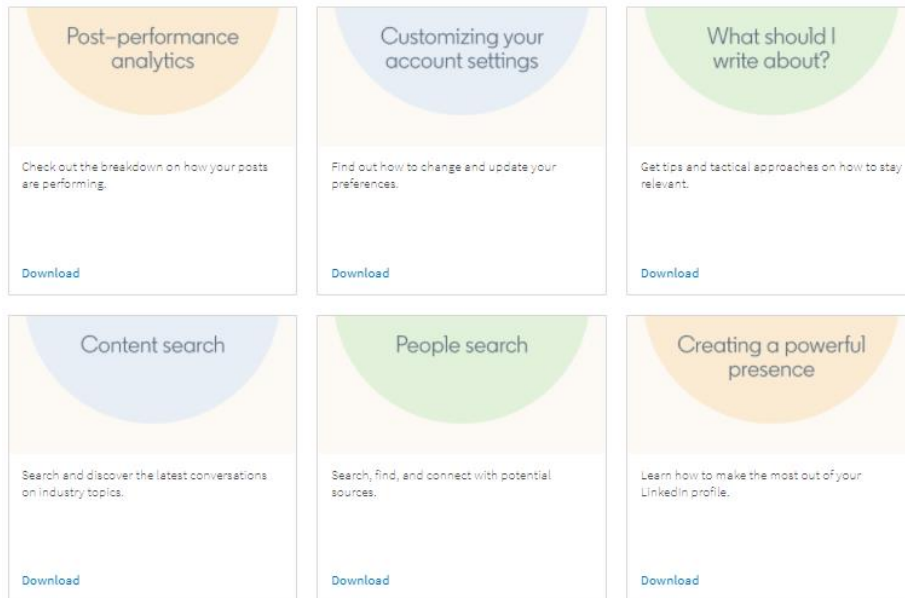 Post-performance
analytics
Check out the breakdown on how your posts
are performing.
Download
Customizing your
account settings
Find out how to change and update your
preferences.
Download
What should I
write about?
Get tips and tactical approaches on how to stay
relevant.
Download
Content search
Search and discover the latest conversations
on industry topics.
Download
People search
Search, find, and connect with potential
sources.
Download
Creating a powerful
presence
Learn how to make the most out of your
LinkedIn profile.
Download